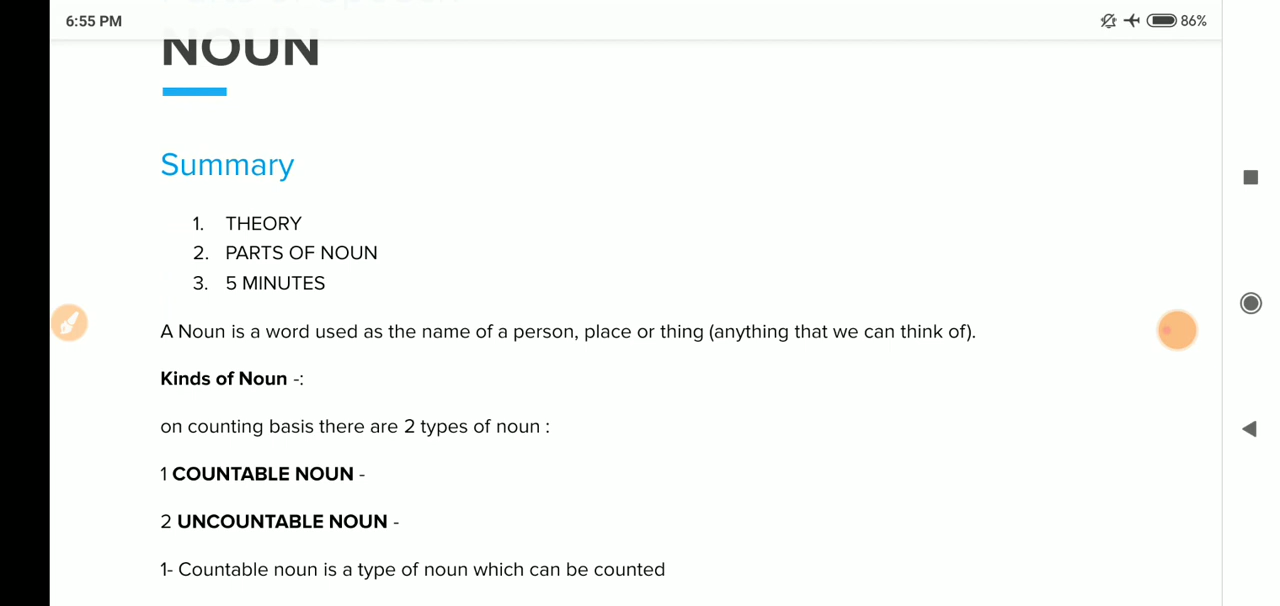 6:55 PM
86%
NOUN
Summary
1. THEORY
2. PARTS OF NOUN
3. 5 MINUTES
A Noun is a word used as the name of a person, place or thing (anything that we can think of).
Kinds of Noun -:
on counting basis there are 2 types of noun :
1 COUNTABLE NOUN -
2 UNCOUNTABLE NOUN -
1- Countable noun is a type of noun which can be counted